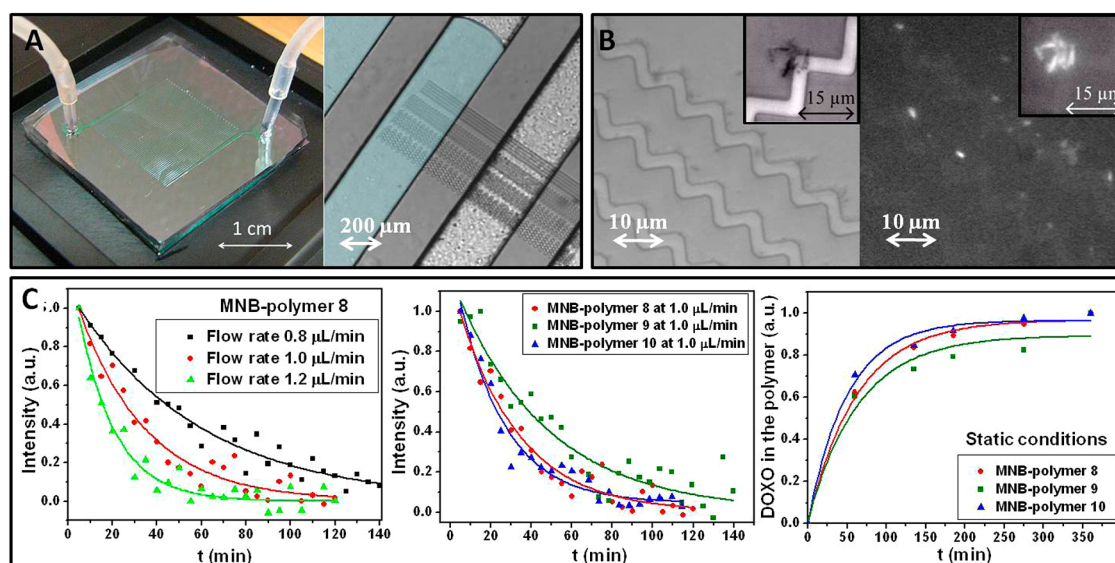 A
1 cm
200 µm
B
15 µm
10 µm
15 µm
10 µm
C
MNB-polymer 8
Flow rate 0.8 µL/min
Flow rate 1.0 µL/min
Flow rate 1.2 µL/min
Intensity (a.u.)
1.0
0.8
0.6
0.4
0.2
0.0
0 20 40 60 80 100 120 140
t (min)
MNB-polymer 8 at 1.0 µL/min
MNB-polymer 9 at 1.0 µL/min
MNB-polymer 10 at 1.0 µL/min
Intensity (a.u.)
1.0
0.8
0.6
0.4
0.2
0.0
0 20 40 60 80 100 120 140
t (min)
DOXO in the polymer (a.u.)
1.0
0.8
0.6
0.4
0.2
0.0
Static conditions
MNB-polymer 8
MNB-polymer 9
MNB-polymer 10
0 50 100 150 200 250 300 350
t (min)